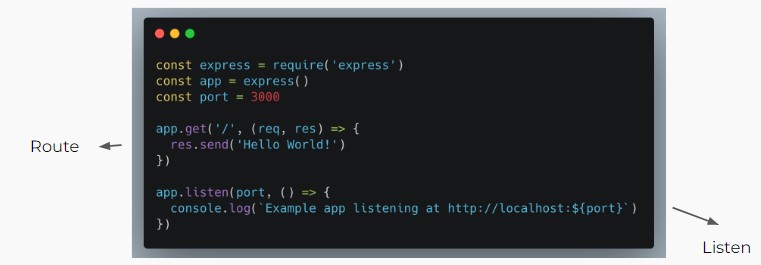 const express = require('express')
const app = express()
const port = 3000
app.get('/', (req, res) => {
  res.send('Hello World!')
})
app.listen(port, () => {
  console.log(`Example app listening at http://localhost:${port}`)
})
Route
Listen